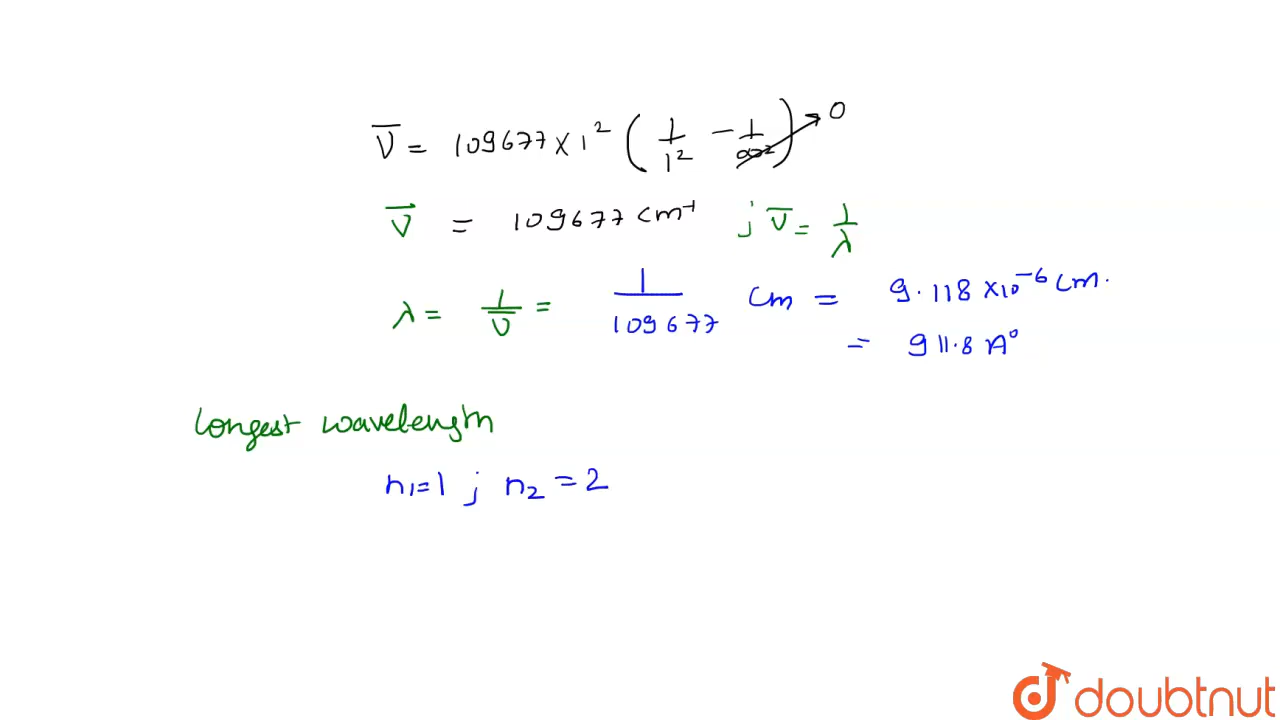 ν̅ = 109677 × 1² (1/1² − 1/∞²) → 0
ν̅ = 109677 cm⁻¹ ; ν̅ = 1/λ
λ = 1/ν̅ = 1/109677 cm = 9.118 × 10⁻⁶ cm.
= 911.8 A°
longest wavelength
n₁=1 ; n₂ = 2
doubtnut